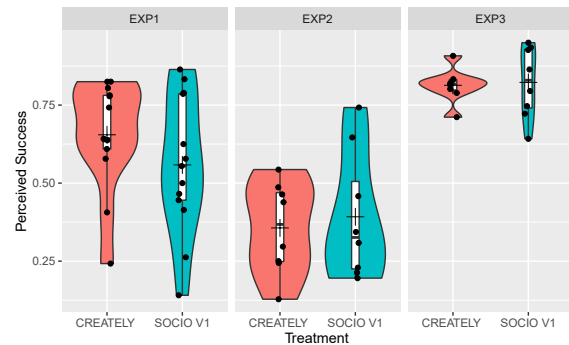 EXP1 EXP2 EXP3
Perceived Success
0.75
0.50
0.25
CREATELY SOCIO V1 CREATELY SOCIO V1 CREATELY SOCIO V1
Treatment